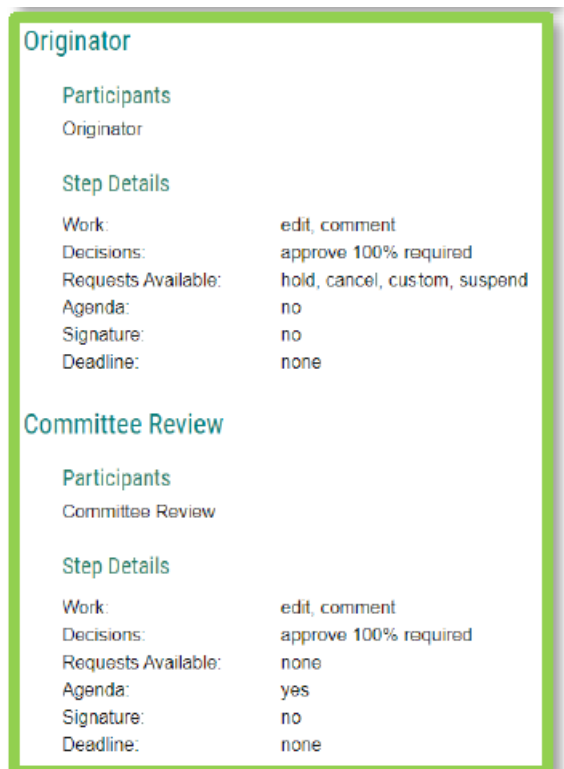 Originator
Participants
Originator
Step Details
Work: edit, comment
Decisions: approve 100% required
Requests Available: hold, cancel, custom, suspend
Agenda: no
Signature: no
Deadline: none
Committee Review
Participants
Committee Review
Step Details
Work: edit, comment
Decisions: approve 100% required
Requests Available: none
Agenda: yes
Signature: no
Deadline: none